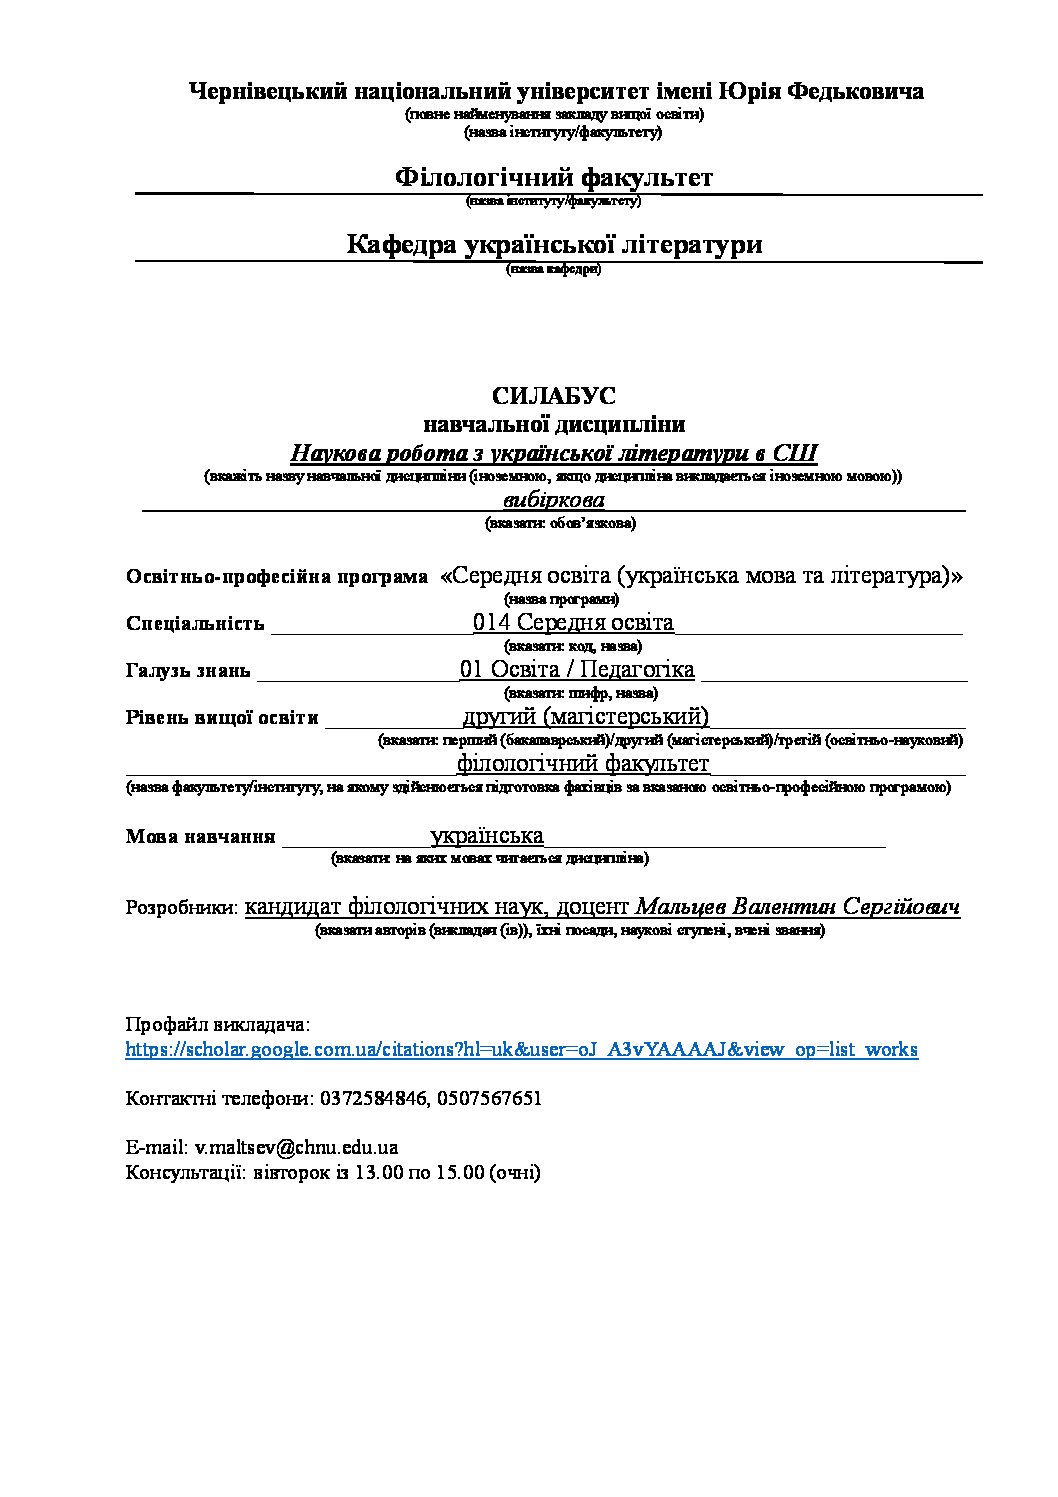 Чернівецький національний університет імені Юрія Федьковича
(повне найменування закладу вищої освіти)
(назва інституту/факультету)
Філологічний факультет
(назва інституту/факультету)
Кафедра української літератури
(назва кафедри)
СИЛАБУС
навчальної дисципліни
Наукова робота з української літератури в СШ
(вкажіть назву навчальної дисципліни (іноземною, якщо дисципліна викладається іноземною мовою))
вибіркова
(вказати: обов’язкова)
Освітньо-професійна програма «Середня освіта (українська мова та література)»
(назва програми)
Спеціальність 014 Середня освіта
(вказати: код, назва)
Галузь знань 01 Освіта / Педагогіка
(вказати: шифр, назва)
Рівень вищої освіти другий (магістерський)
(вказати: перший (бакалаврський)/другий (магістерський)/третій (освітньо-науковий)
філологічний факультет
(назва факультету/інституту, на якому здійснюється підготовка фахівців за вказаною освітньо-професійною програмою)
Мова навчання українська
(вказати: на яких мовах читається дисципліна)
Розробники: кандидат філологічних наук, доцент Мальцев Валентин Сергійович
(вказати авторів (викладач (ів)), їхні посади, наукові ступені, вчені звання)
Профайл викладача:
https://scholar.google.com.ua/citations?hl=uk&user=oJ_A3vYAAAAJ&view_op=list_works
Контактні телефони: 0372584846, 0507567651
E-mail: v.maltsev@chnu.edu.ua
Консультації: вівторок із 13.00 по 15.00 (очні)